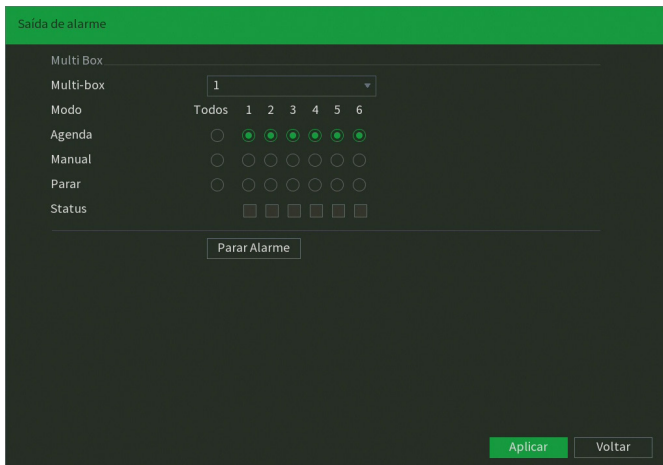 Saída de alarme
Multi Box
Multi-box 1
Modo Todos 1 2 3 4 5 6
Agenda
Manual
Parar
Status
Parar Alarme
Aplicar Voltar